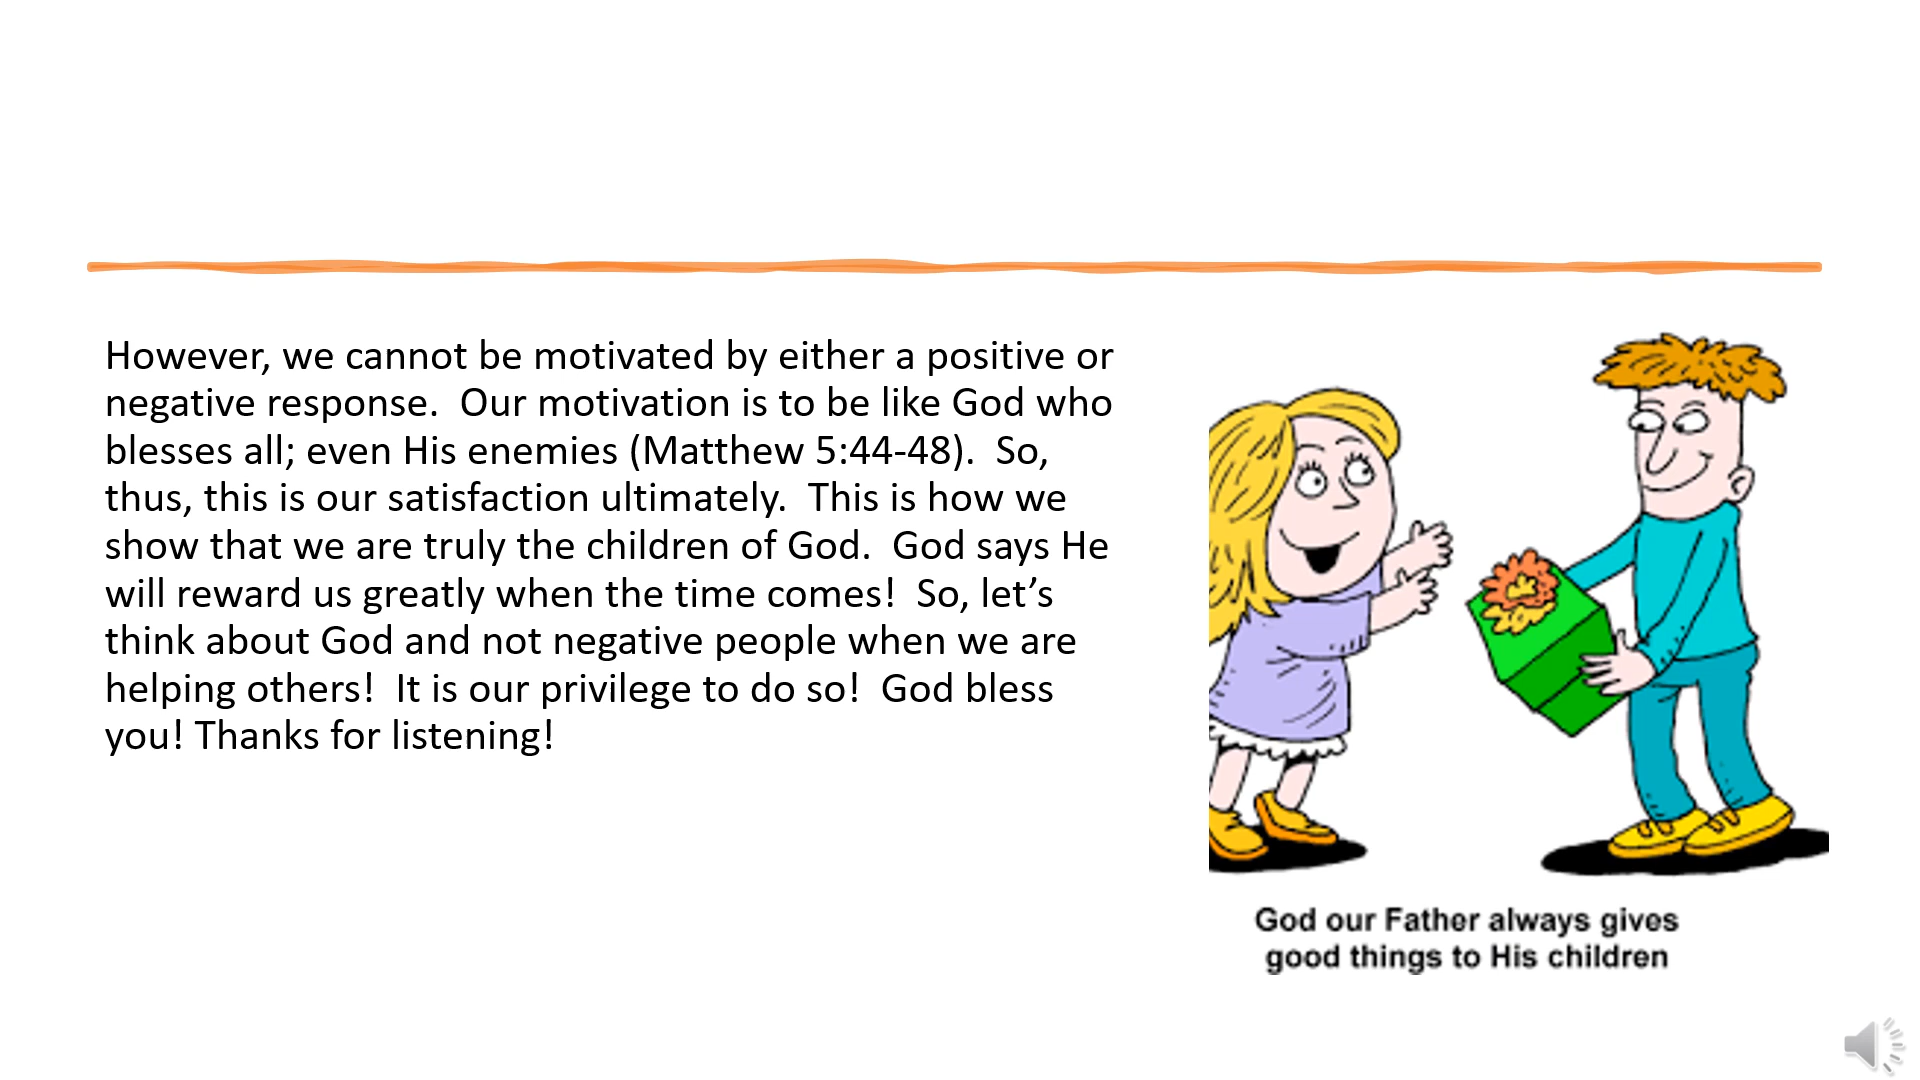 However, we cannot be motivated by either a positive or
negative response.  Our motivation is to be like God who
blesses all; even His enemies (Matthew 5:44-48).  So,
thus, this is our satisfaction ultimately.  This is how we
show that we are truly the children of God.  God says He
will reward us greatly when the time comes!  So, let’s
think about God and not negative people when we are
helping others!  It is our privilege to do so!  God bless
you! Thanks for listening!
God our Father always gives
good things to His children